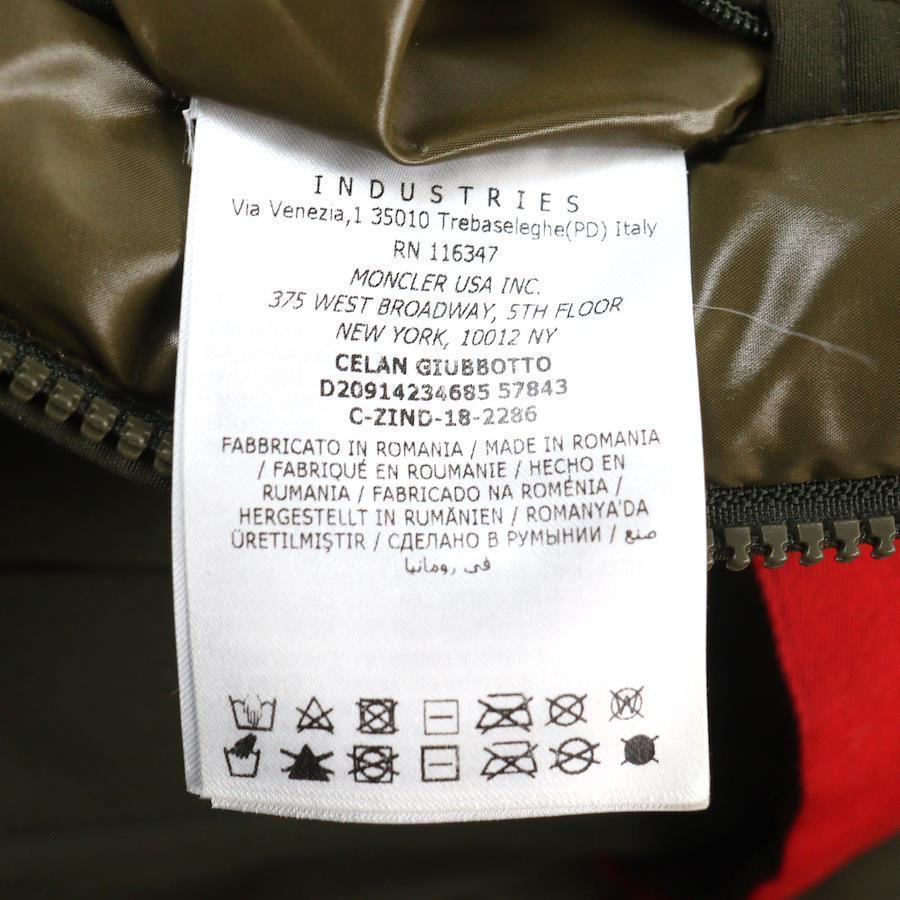 INDUSTRIES
Via Venezia,1 35010 Trebaseleghe(PD) Italy
RN 116347
MONCLER USA INC.
375 WEST BROADWAY, 5TH FLOOR
NEW YORK, 10012 NY
CELAN GIUBBOTTO
D20914234685 57843
C-ZIND-18-2286
FABBRICATO IN ROMANIA / MADE IN ROMANIA
/ FABRIQUÉ EN ROUMANIE / HECHO EN
RUMANIA / FABRICADO NA ROMÉNIA /
HERGESTELLT IN RUMÄNIEN / ROMANYA'DA
ÜRETILMIŞTIR / СДЕЛАНО В РУМЫНИИ / صنع
في رومانيا